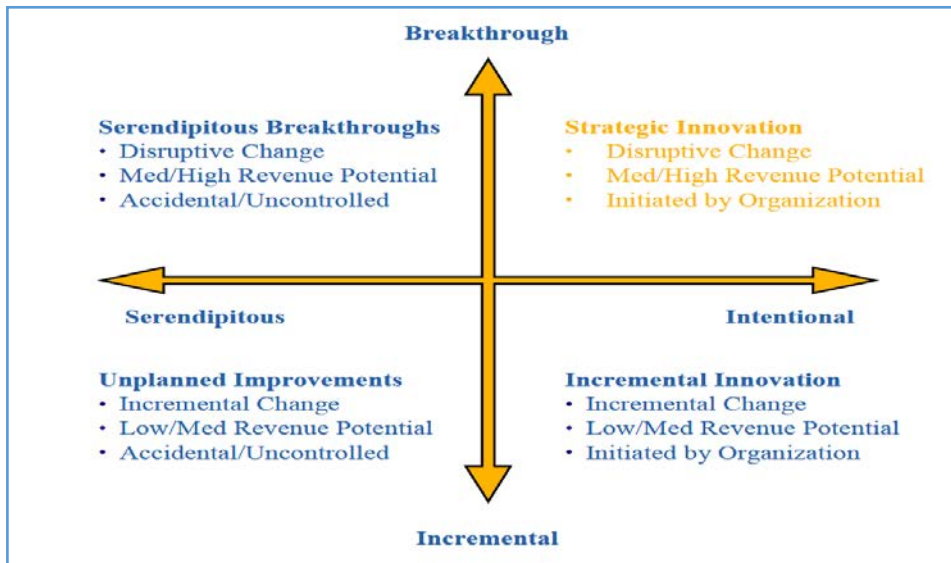 Breakthrough
Serendipitous Breakthroughs
• Disruptive Change
• Med/High Revenue Potential
• Accidental/Uncontrolled
Strategic Innovation
• Disruptive Change
• Med/High Revenue Potential
• Initiated by Organization
Serendipitous
Intentional
Unplanned Improvements
• Incremental Change
• Low/Med Revenue Potential
• Accidental/Uncontrolled
Incremental Innovation
• Incremental Change
• Low/Med Revenue Potential
• Initiated by Organization
Incremental